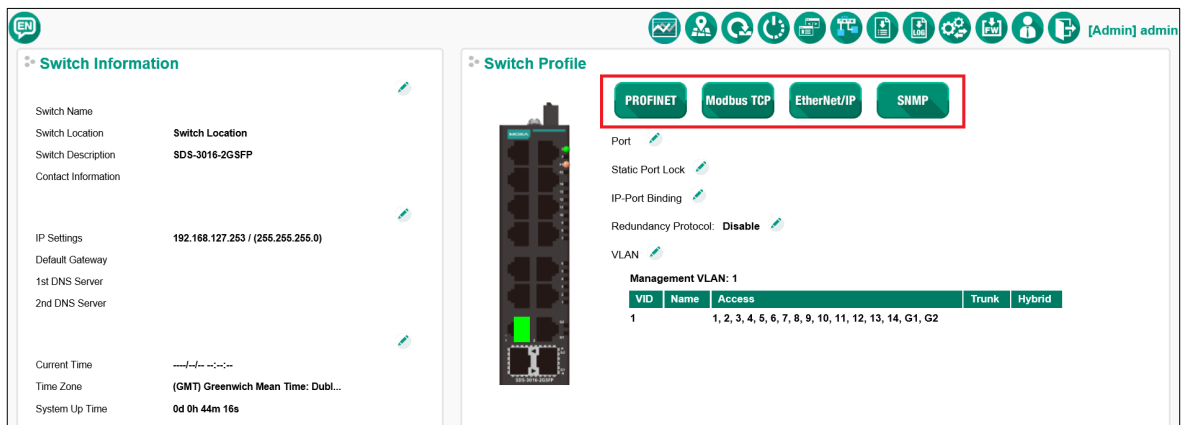 EN
LOG
FW
[Admin] admin
Switch Information
Switch Name
Switch Location Switch Location
Switch Description SDS-3016-2GSFP
Contact Information
IP Settings 192.168.127.253 / (255.255.255.0)
Default Gateway
1st DNS Server
2nd DNS Server
Current Time ----/--/-- --:--:--
Time Zone (GMT) Greenwich Mean Time: Dubl...
System Up Time 0d 0h 44m 16s
Switch Profile
PROFINET Modbus TCP EtherNet/IP SNMP
MOXA
SDS-3016-2GSFP
Port
Static Port Lock
IP-Port Binding
Redundancy Protocol: Disable
VLAN
Management VLAN: 1
VID Name Access Trunk Hybrid
1 1, 2, 3, 4, 5, 6, 7, 8, 9, 10, 11, 12, 13, 14, G1, G2